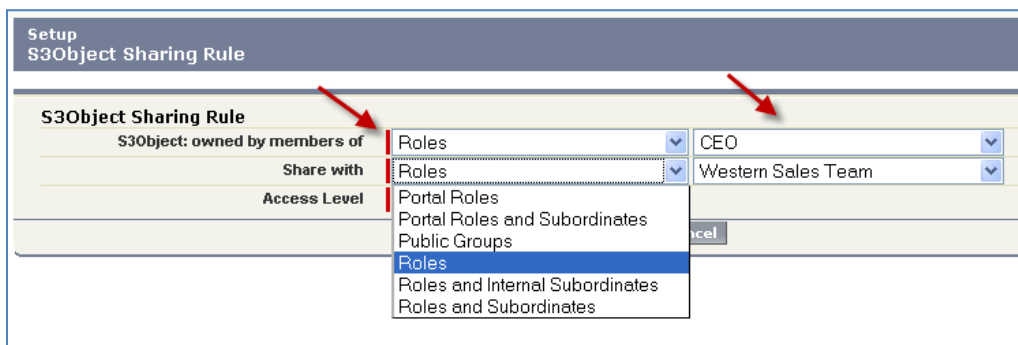 Setup
S3Object Sharing Rule
S3Object Sharing Rule
S3Object: owned by members of Roles CEO
Share with Roles Western Sales Team
Access Level
Portal Roles
Portal Roles and Subordinates
Public Groups
Roles
Roles and Internal Subordinates
Roles and Subordinates
ncel